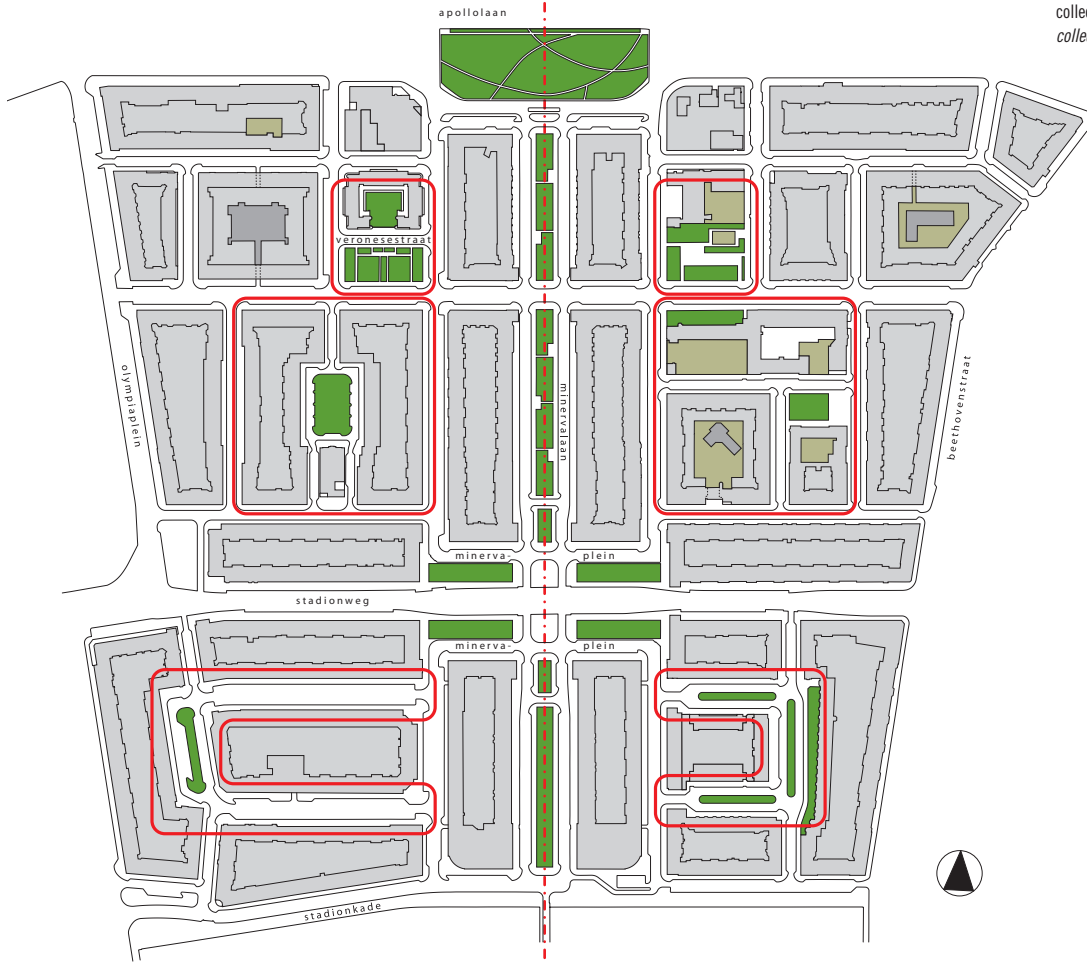 apollolaan
veronesestraat
olympiaplein
minervalaan
beethovenstraat
minerva- plein
stadionweg
minerva- plein
stadionkade